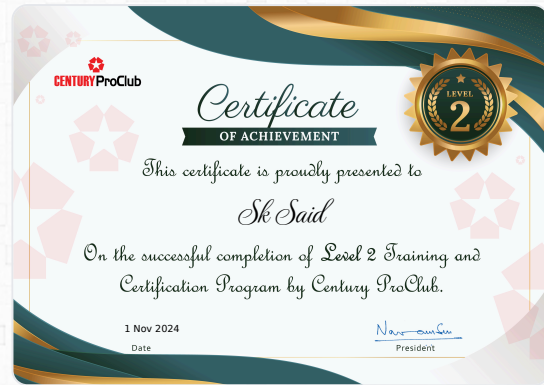 CENTURY ProClub
Certificate
OF ACHIEVEMENT
LEVEL
2
This certificate is proudly presented to
Sk Said
On the successful completion of Level 2 Training and
Certification Program by Century ProClub.
1 Nov 2024
Date
President